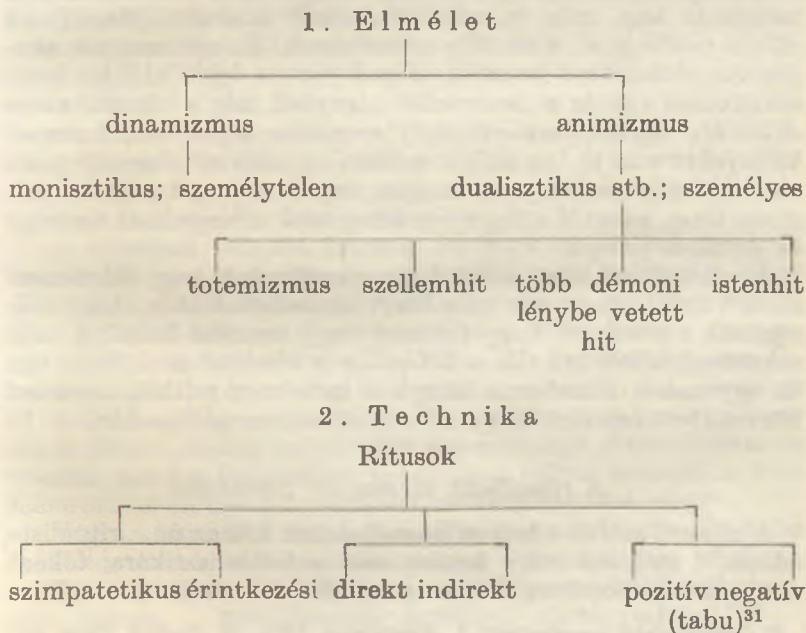 1. Elmélet
dinamizmus animizmus
monisztikus; személytelen dualisztikus stb.; személyes
totemizmus szellemhit több démoni istenhit
lénybe vetett
hit
2. Technika
Rítusok
szimpatetikus érintkezési direkt indirekt pozitív negatív
(tabu)³¹